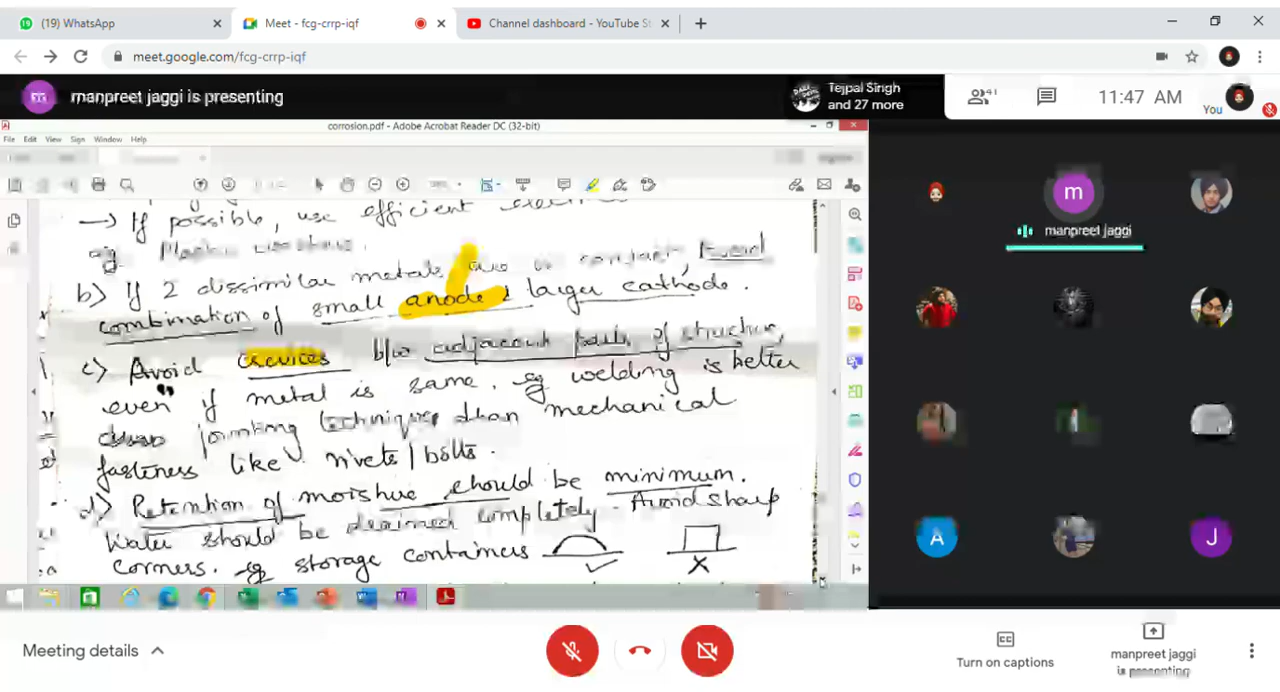 (19) WhatsApp
Meet - fcg-crrp-iqf
Channel dashboard - YouTube St
meet.google.com/fcg-crrp-iqf
manpreet jaggi is presenting
Tejpal Singh
and 27 more
41
11:47 AM
You
corrosion.pdf - Adobe Acrobat Reader DC (32-bit)
File Edit View Sign Window Help
→ If possible, use efficient
eg.
b) If 2 dissimilar metals are in contact, Avoid
combination of small anode & larger cathode.
c) Avoid crevices b/w adjacent parts of structure,
even if metal is same. eg welding is better
jointing technique than mechanical
fasteners like rivets/bolts.
d) Retention of moisture should be minimum.
Water should be drained completely. Avoid sharp
corners. eg storage containers
manpreet jaggi
m
A
J
Meeting details
Turn on captions
manpreet jaggi
is presenting